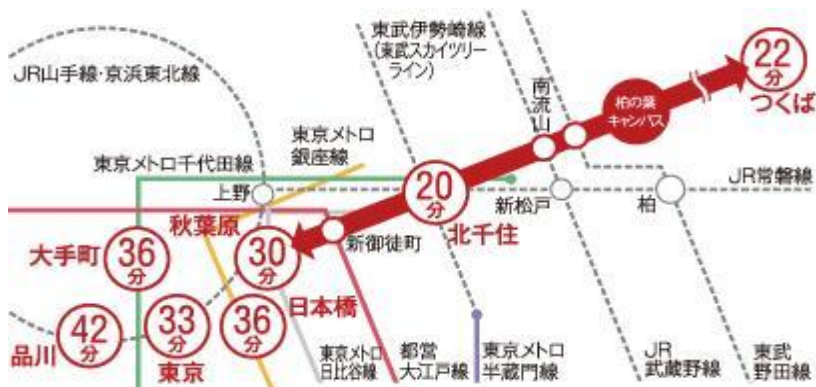 東武伊勢崎線
(東武スカイツリー
ライン)
22
分
つくば
JR山手線・京浜東北線
南流山
柏の葉
キャンパス
東京メトロ
銀座線
東京メトロ千代田線
上野
20
分
北千住
新松戸
柏
JR常磐線
秋葉原
30
分
新御徒町
大手町
36
分
日本橋
36
分
品川
42
分
33
分
東京
東京メトロ
日比谷線
都営
大江戸線
東京メトロ
半蔵門線
JR
武蔵野線
東武
野田線